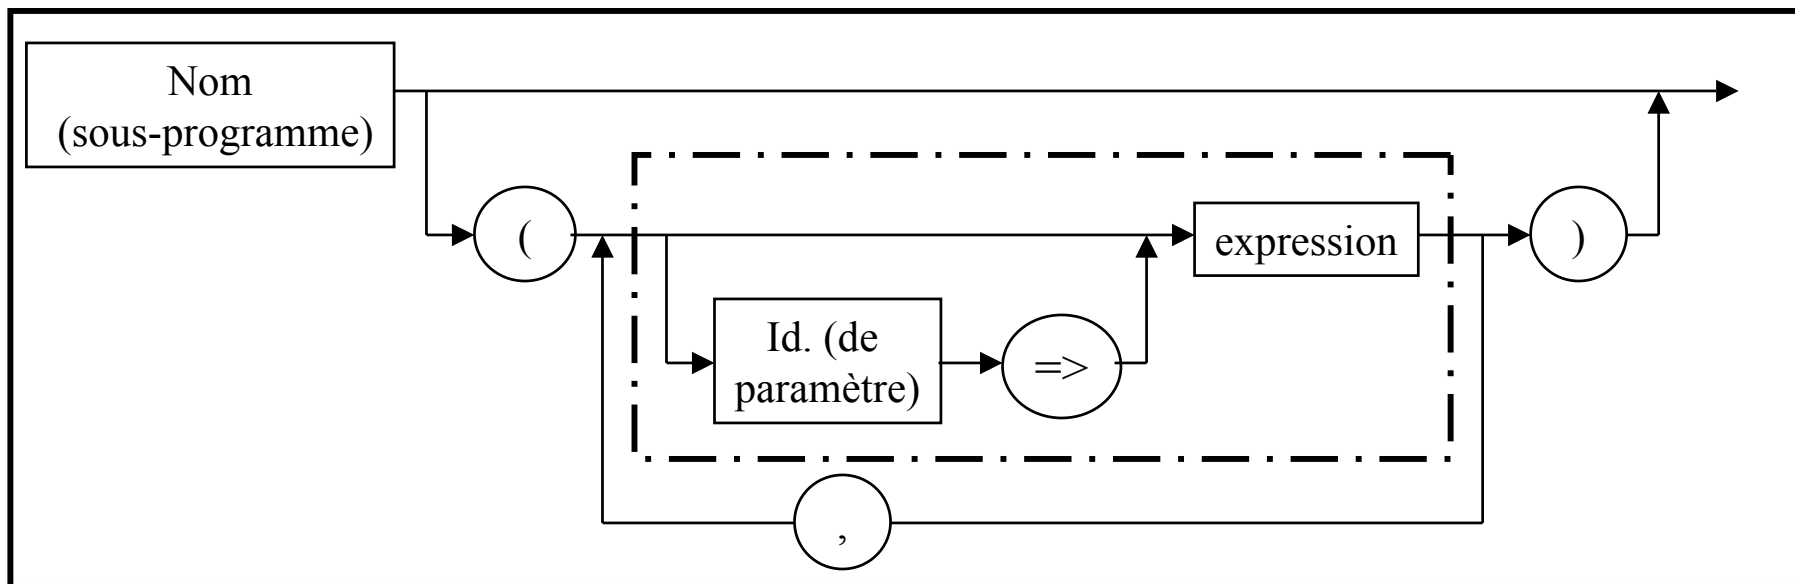 Nom
(sous-programme)
(
expression
)
Id. (de
paramètre)
=>
,